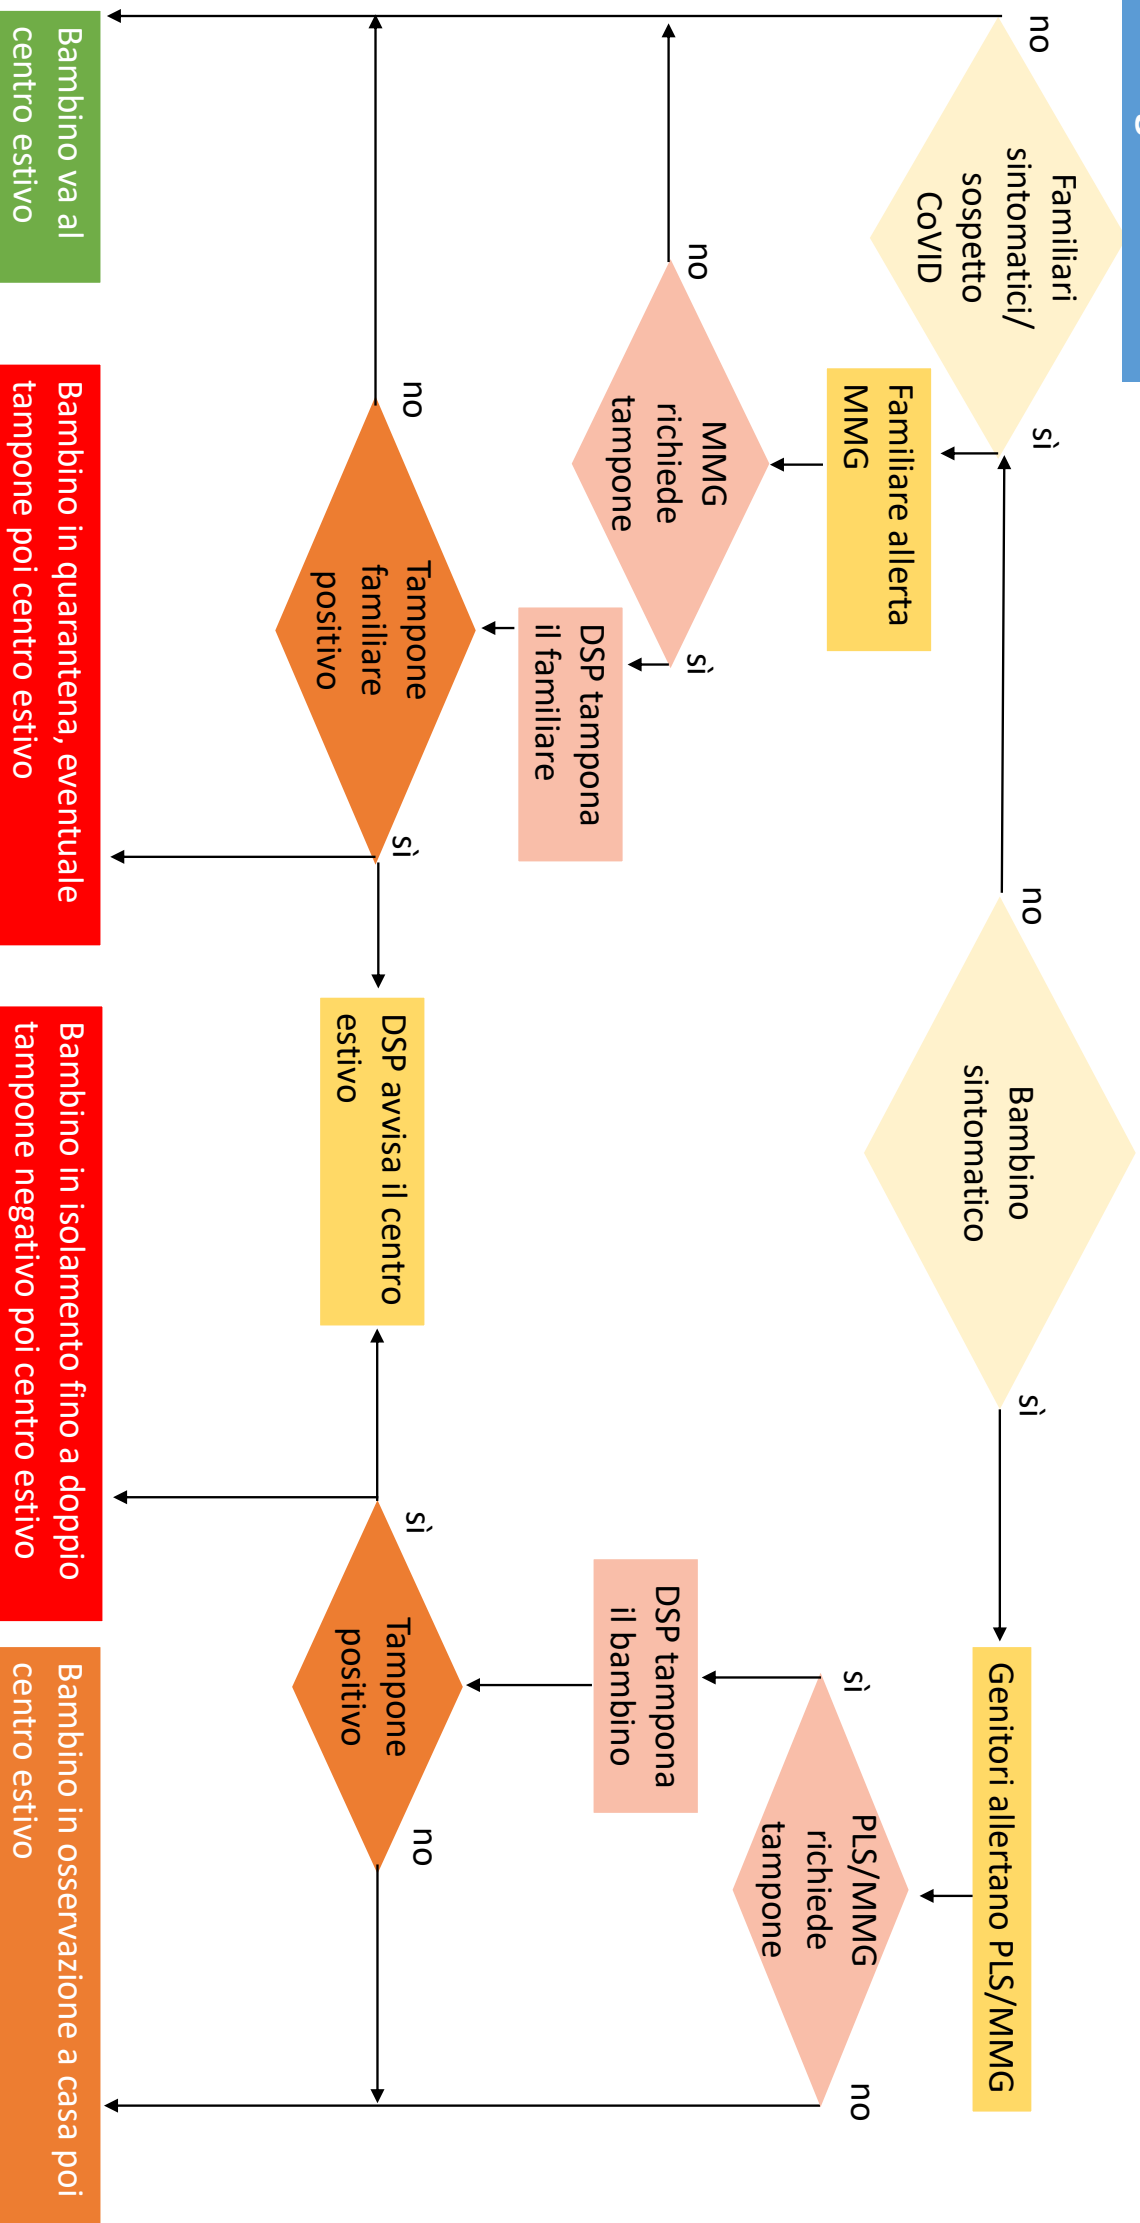 Bambino
sintomatico
no
sì
Familiari
sintomatici/
sospetto
CoVID
no
sì
Genitori allertano PLS/MMG
Familiare allerta
MMG
PLS/MMG
richiede
tampone
sì
no
MMG
richiede
tampone
no
sì
DSP tampona
il familiare
DSP tampona
il bambino
Tampone
familiare
positivo
no
sì
DSP avvisa il centro
estivo
Tampone
positivo
sì
no
Bambino va al
centro estivo
Bambino in quarantena, eventuale
tampone poi centro estivo
Bambino in isolamento fino a doppio
tampone negativo poi centro estivo
Bambino in osservazione a casa poi
centro estivo